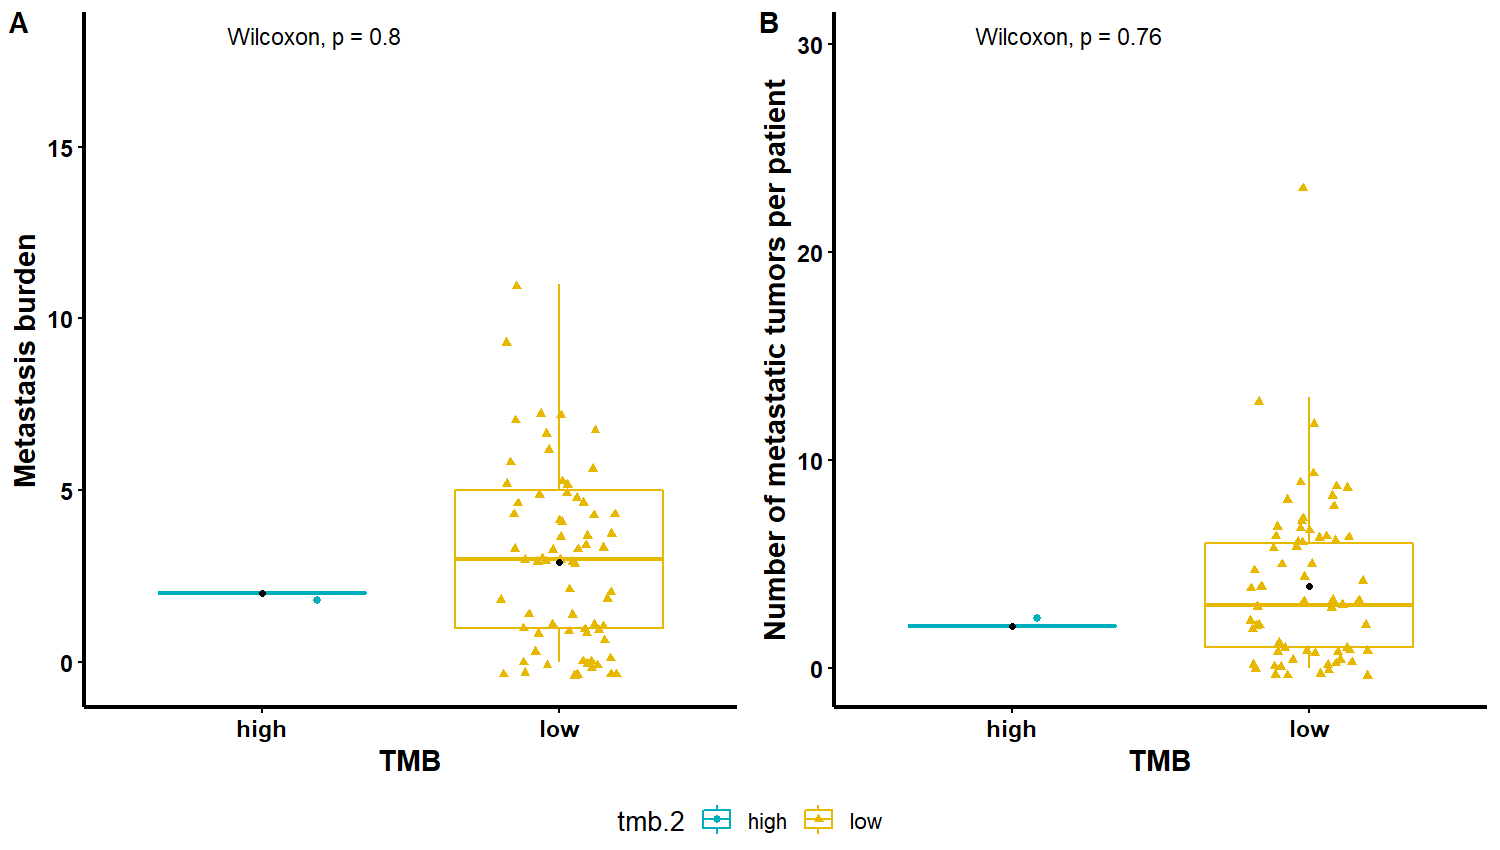 A
Wilcoxon, p = 0.8
Metastasis burden
15
10
5
0
high
low
TMB
B
Wilcoxon, p = 0.76
Number of metastatic tumors per patient
30
20
10
0
high
low
TMB
tmb.2 high low